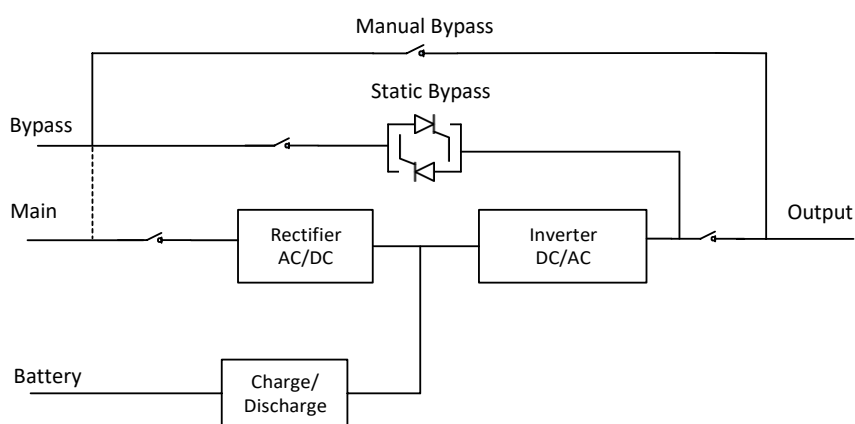 Manual Bypass
Static Bypass
Bypass
Main
Rectifier
AC/DC
Inverter
DC/AC
Output
Battery
Charge/
Discharge